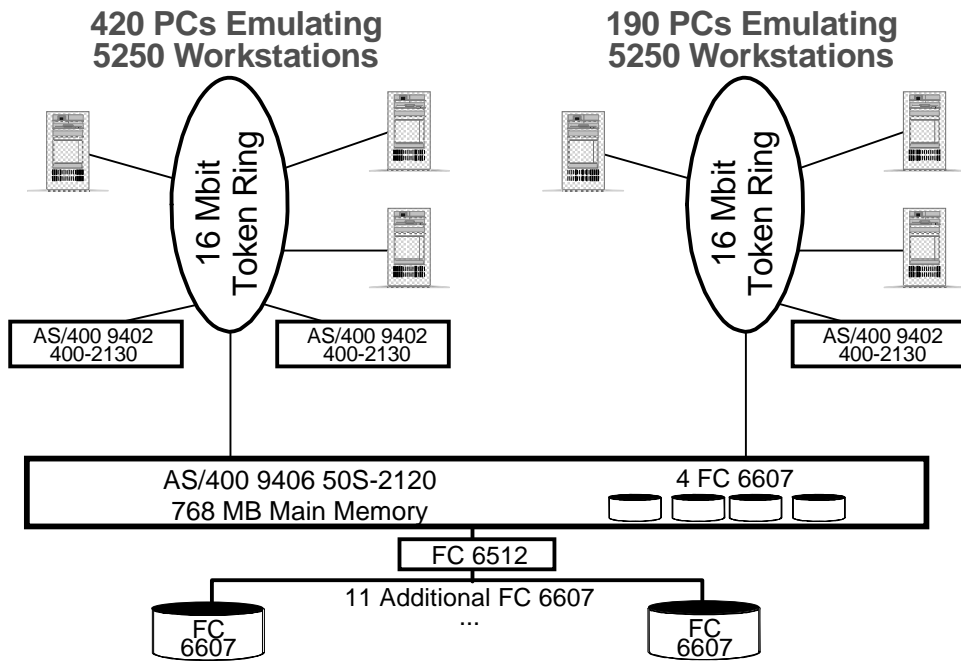 420 PCs Emulating
5250 Workstations
190 PCs Emulating
5250 Workstations
16 Mbit
Token Ring
16 Mbit
Token Ring
AS/400 9402
400-2130
AS/400 9402
400-2130
AS/400 9402
400-2130
AS/400 9406 50S-2120
768 MB Main Memory
4 FC 6607
FC 6512
11 Additional FC 6607
...
FC
6607
FC
6607